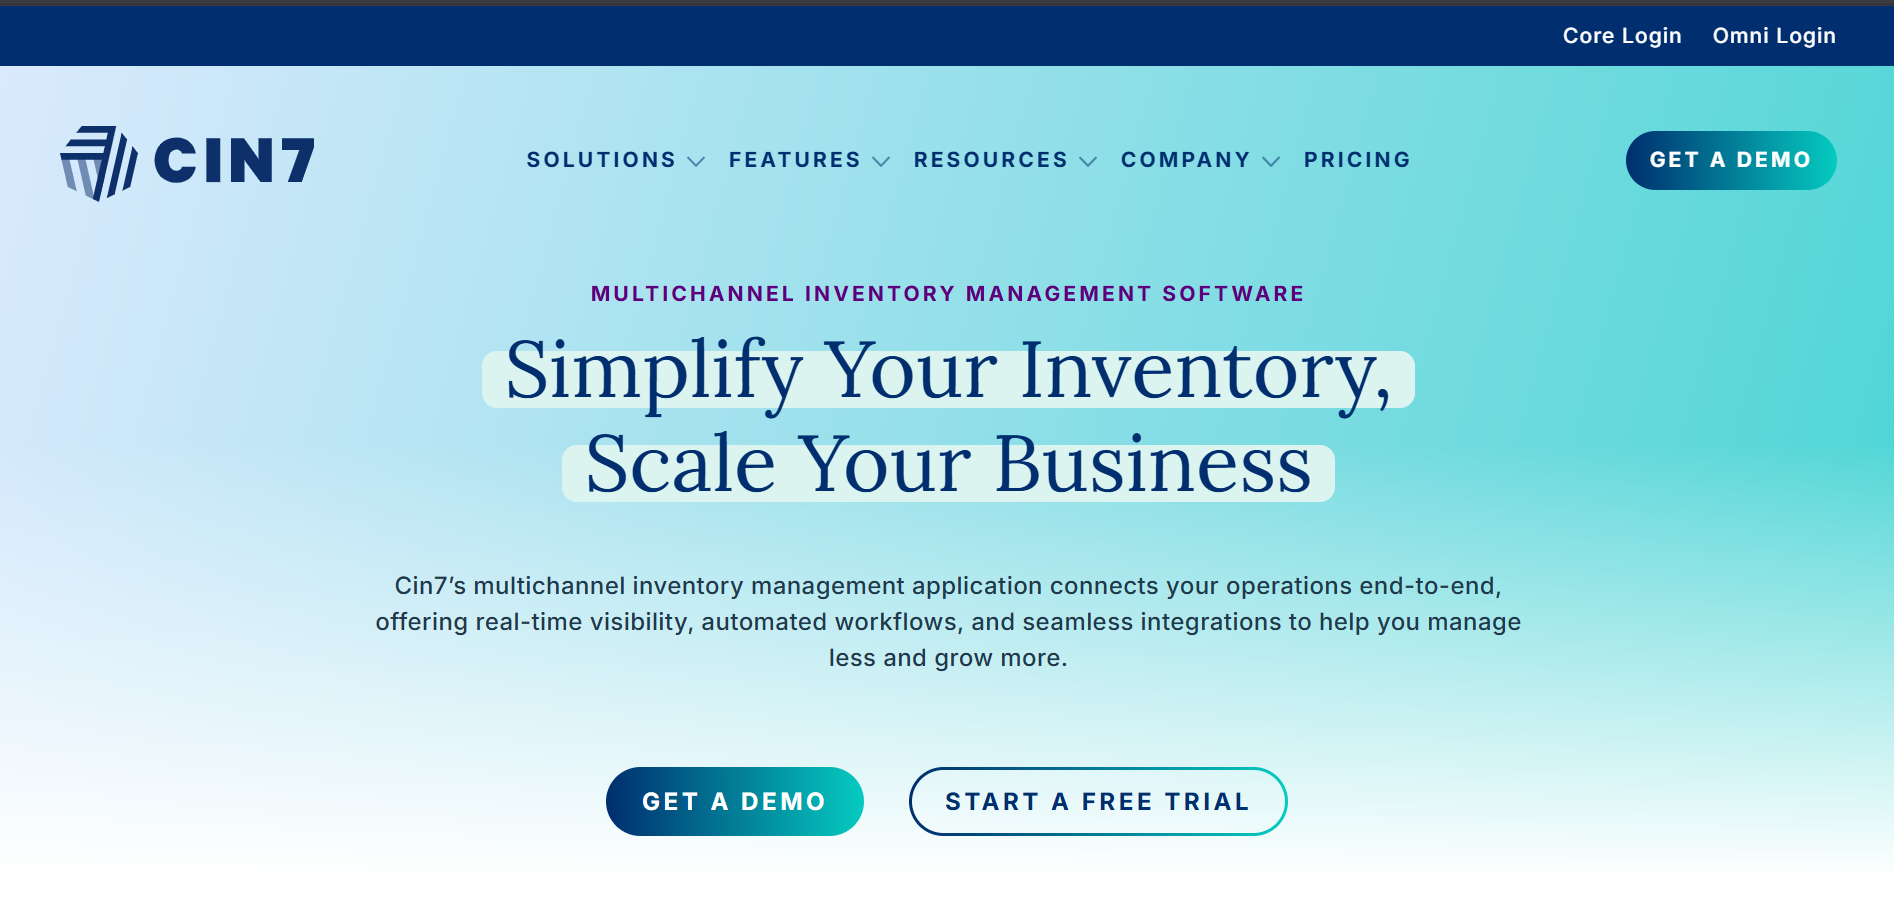 Core Login Omni Login
CIN7 SOLUTIONS FEATURES RESOURCES COMPANY PRICING GET A DEMO
MULTICHANNEL INVENTORY MANAGEMENT SOFTWARE
Simplify Your Inventory,
Scale Your Business
Cin7’s multichannel inventory management application connects your operations end-to-end,
offering real-time visibility, automated workflows, and seamless integrations to help you manage
less and grow more.
GET A DEMO START A FREE TRIAL